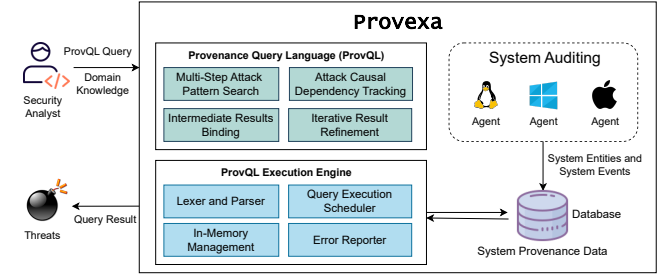 Provexa
ProvQL Query
Domain
Knowledge
Security
Analyst
Provenance Query Language (ProvQL)
Multi-Step Attack
Pattern Search
Attack Causal
Dependency Tracking
Intermediate Results
Binding
Iterative Result
Refinement
System Auditing
Agent
Agent
Agent
System Entities and
System Events
ProvQL Execution Engine
Lexer and Parser
Query Execution
Scheduler
In-Memory
Management
Error Reporter
Query Result
Threats
Database
System Provenance Data